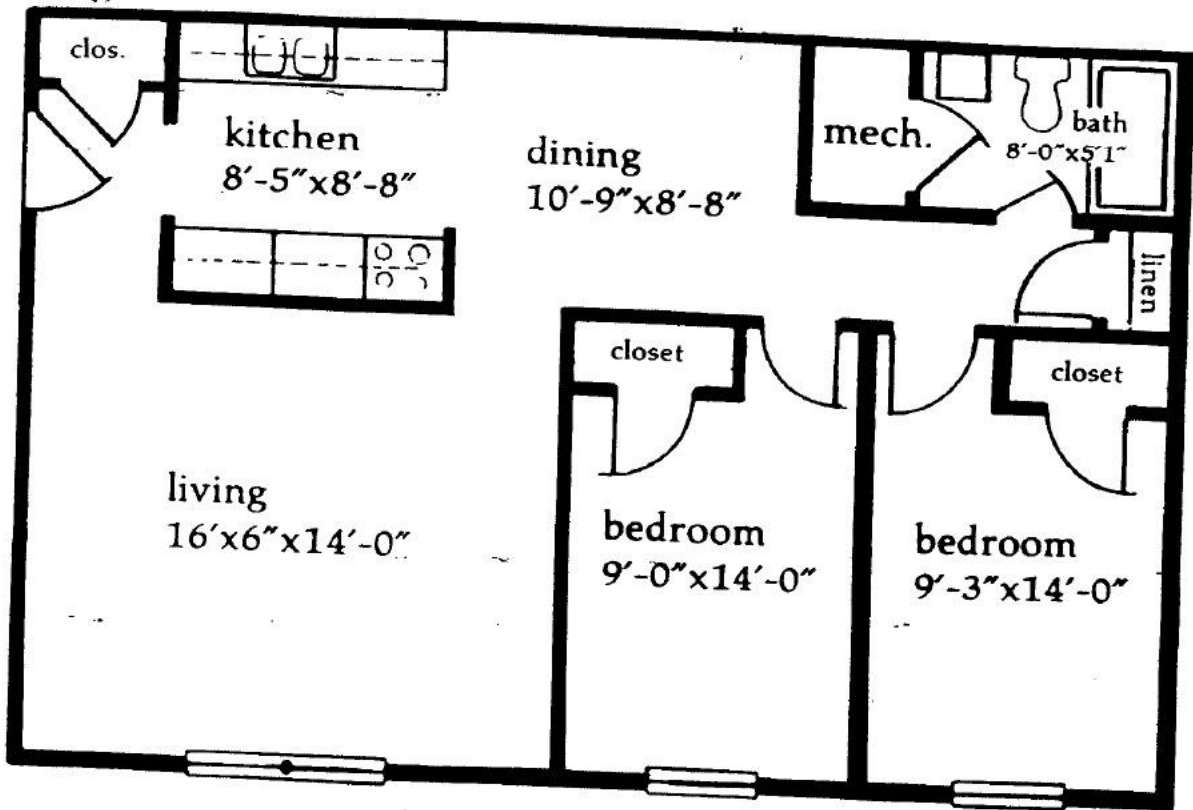 clos.
kitchen
8′-5″x8′-8″
dining
10′-9″x8′-8″
mech.
bath
8′-0″x5′1″
linen
closet
closet
living
16′x6″x14′-0″
bedroom
9′-0″x14′-0″
bedroom
9′-3″x14′-0″